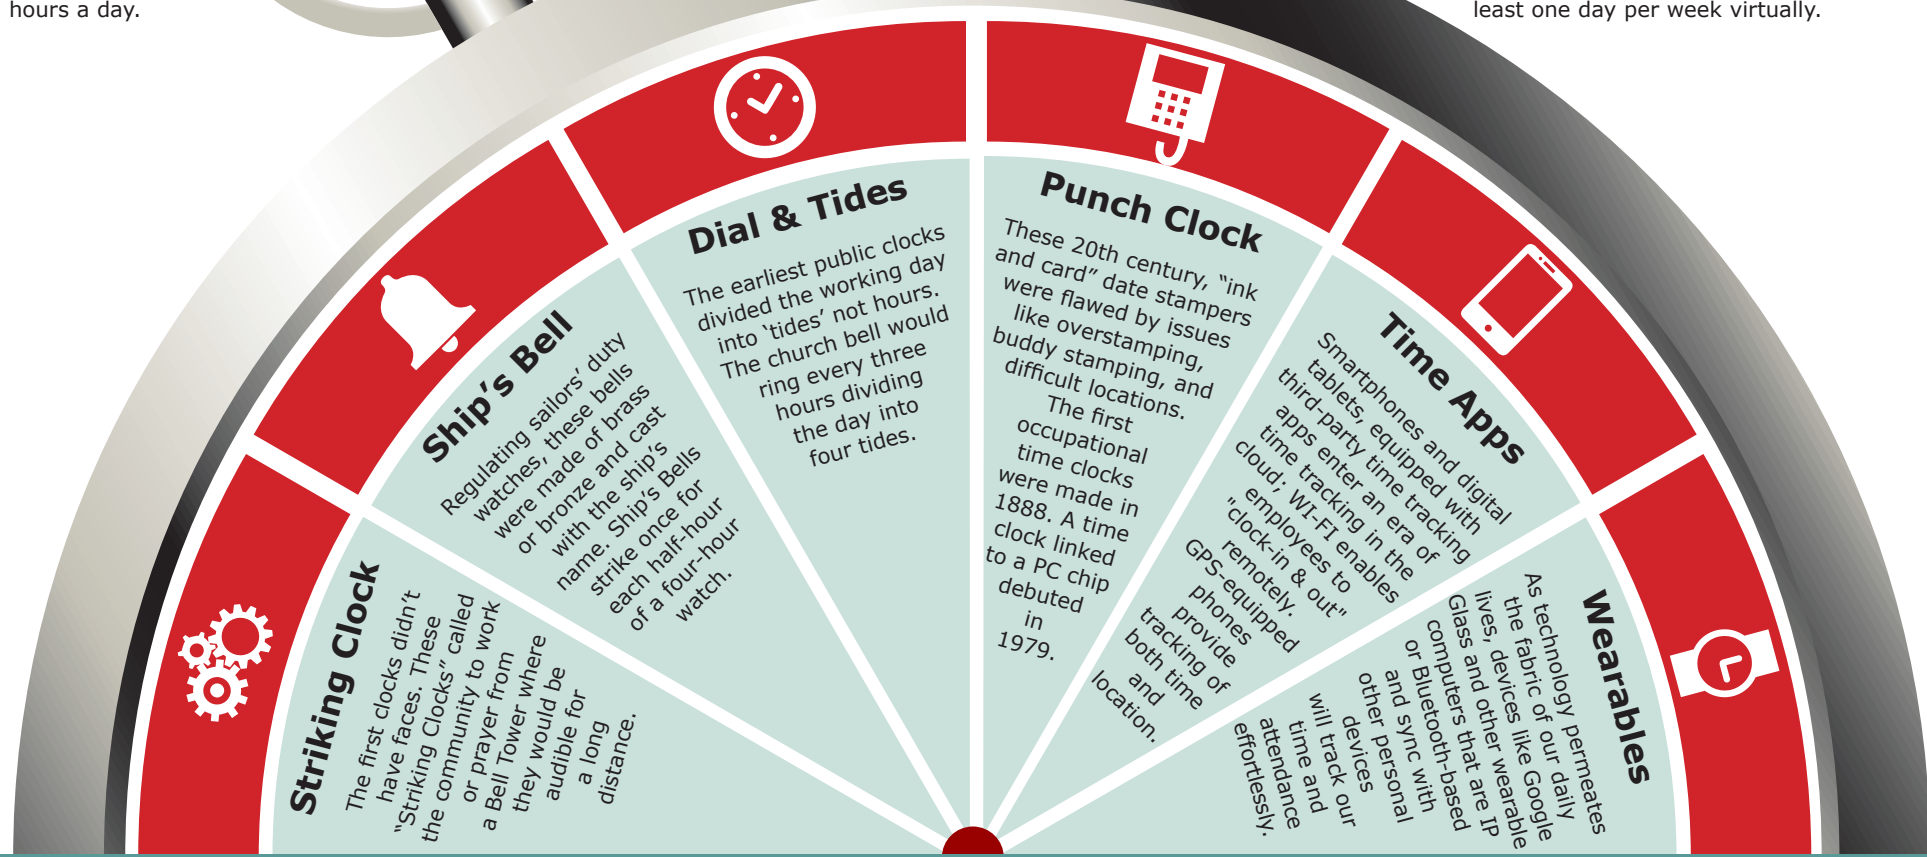 hours a day.
least one day per week virtually.
Striking Clock
The first clocks didn't
have faces. These
“Striking Clocks” called
the community to work
or prayer from
a Bell Tower where
they would be
audible for
a long
distance.
Ship’s Bell
Regulating sailors’ duty
watches, these bells
were made of brass
or bronze and cast
with the ship’s
name. Ship’s Bells
strike once for
each half-hour
of a four-hour
watch.
Dial & Tides
The earliest public clocks
divided the working day
into ‘tides’ not hours.
The church bell would
ring every three
hours dividing
the day into
four tides.
Punch Clock
These 20th century, “ink
and card” date stampers
were flawed by issues
like overstamping,
buddy stamping, and
difficult locations.
The first
occupational
time clocks
were made in
1888. A time
clock linked
to a PC chip
debuted
in
1979.
Time Apps
Smartphones and digital
tablets, equipped with
third-party time tracking
apps enter an era of
time tracking in the
cloud; WI-FI enables
employees to
"clock-in & out"
remotely.
GPS-equipped
phones
provide
tracking of
both time
and
location.
Wearables
As technology permeates
the fabric of our daily
lives, devices like Google
Glass and other wearable
computers that are IP
or Bluetooth-based
and sync with
other personal
devices
will track our
time and
attendance
effortlessly.